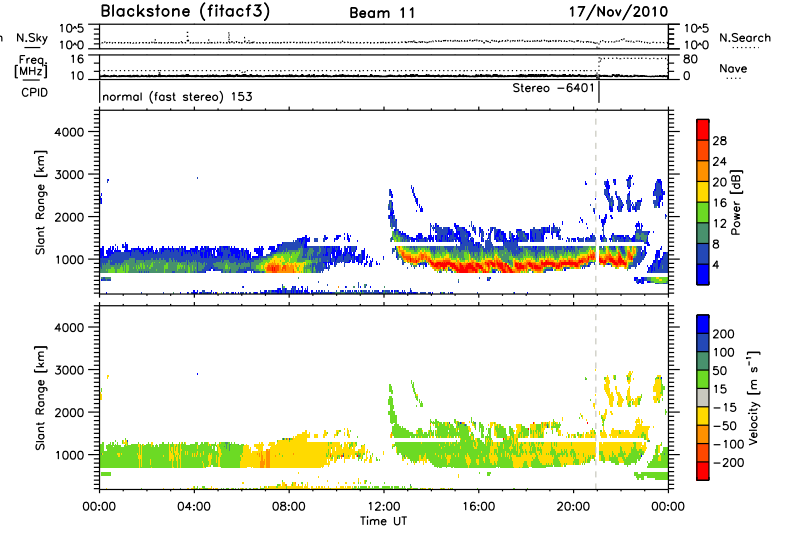 Blackstone (fitacf3) Beam 11 17/Nov/2010
N.Sky 10^5 10^0 10^5 10^0 N.Search
Freq. [MHz] 16 10 80 0 Nave
CPID normal (fast stereo) 153 Stereo -6401
Slant Range [km] 4000 3000 2000 1000
28 24 20 16 12 8 4 Power [dB]
Slant Range [km] 4000 3000 2000 1000
200 100 50 15 -15 -50 -100 -200 Velocity [m s^-1]
00:00 04:00 08:00 12:00 16:00 20:00 00:00
Time UT